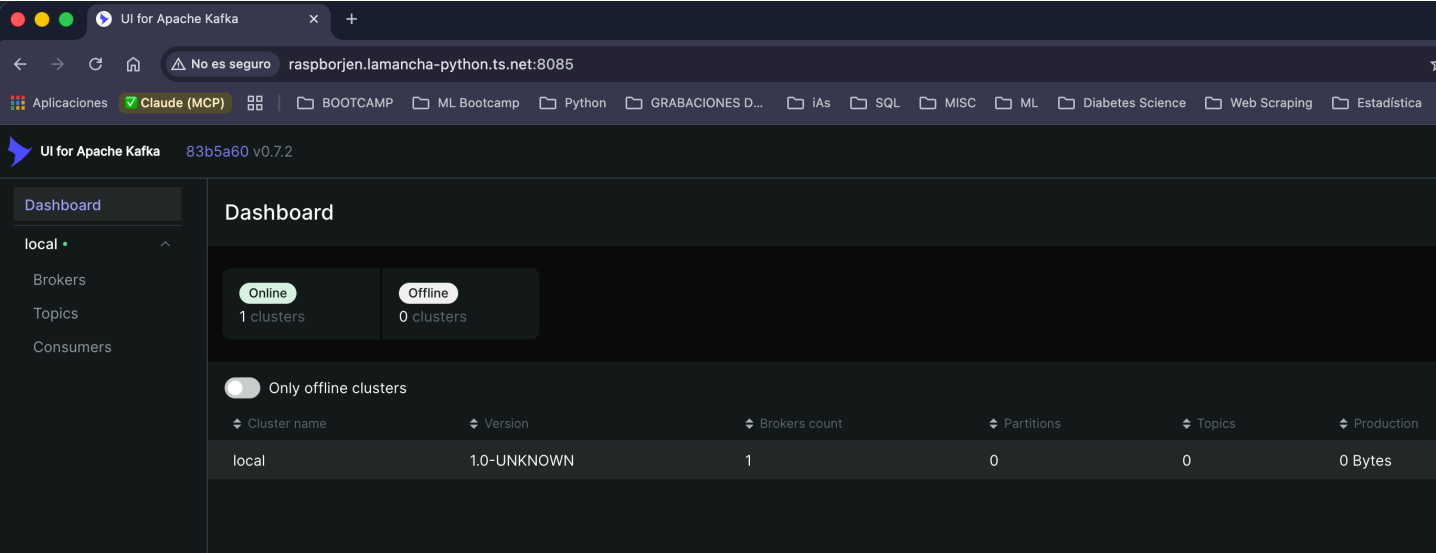 UI for Apache Kafka
No es seguro raspborjen.lamancha-python.ts.net:8085
Aplicaciones ✅ Claude (MCP) BOOTCAMP ML Bootcamp Python GRABACIONES D... iAs SQL MISC ML Diabetes Science Web Scraping Estadística
UI for Apache Kafka 83b5a60 v0.7.2
Dashboard
local
Brokers
Topics
Consumers
Dashboard
Online Offline
1 clusters 0 clusters
Only offline clusters
Cluster name Version Brokers count Partitions Topics Production
local 1.0-UNKNOWN 1 0 0 0 Bytes